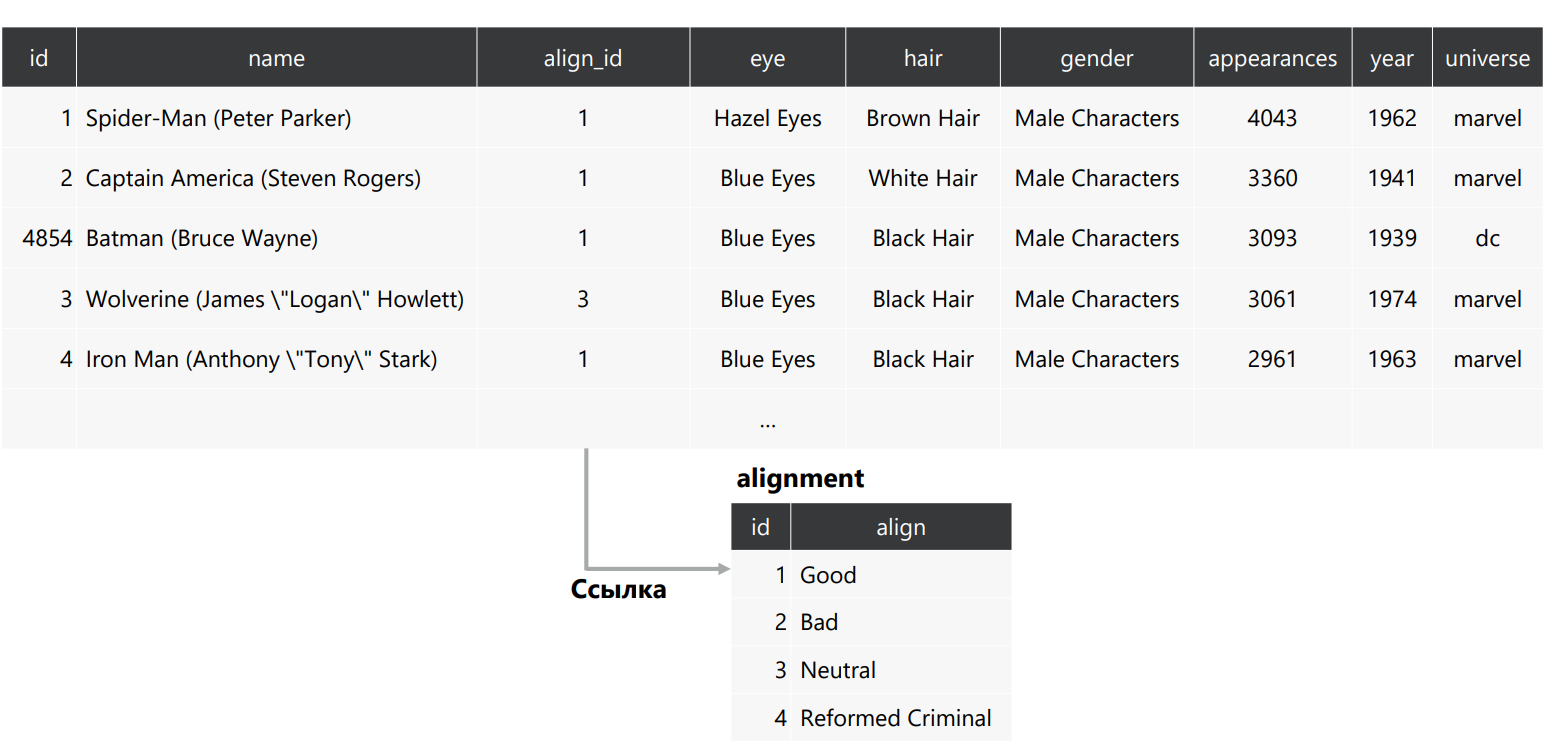 id name align_id eye hair gender appearances year universe
1 Spider-Man (Peter Parker) 1 Hazel Eyes Brown Hair Male Characters 4043 1962 marvel
2 Captain America (Steven Rogers) 1 Blue Eyes White Hair Male Characters 3360 1941 marvel
4854 Batman (Bruce Wayne) 1 Blue Eyes Black Hair Male Characters 3093 1939 dc
3 Wolverine (James \"Logan\" Howlett) 3 Blue Eyes Black Hair Male Characters 3061 1974 marvel
4 Iron Man (Anthony \"Tony\" Stark) 1 Blue Eyes Black Hair Male Characters 2961 1963 marvel
...
alignment
id align
1 Good
Ссылка
2 Bad
3 Neutral
4 Reformed Criminal